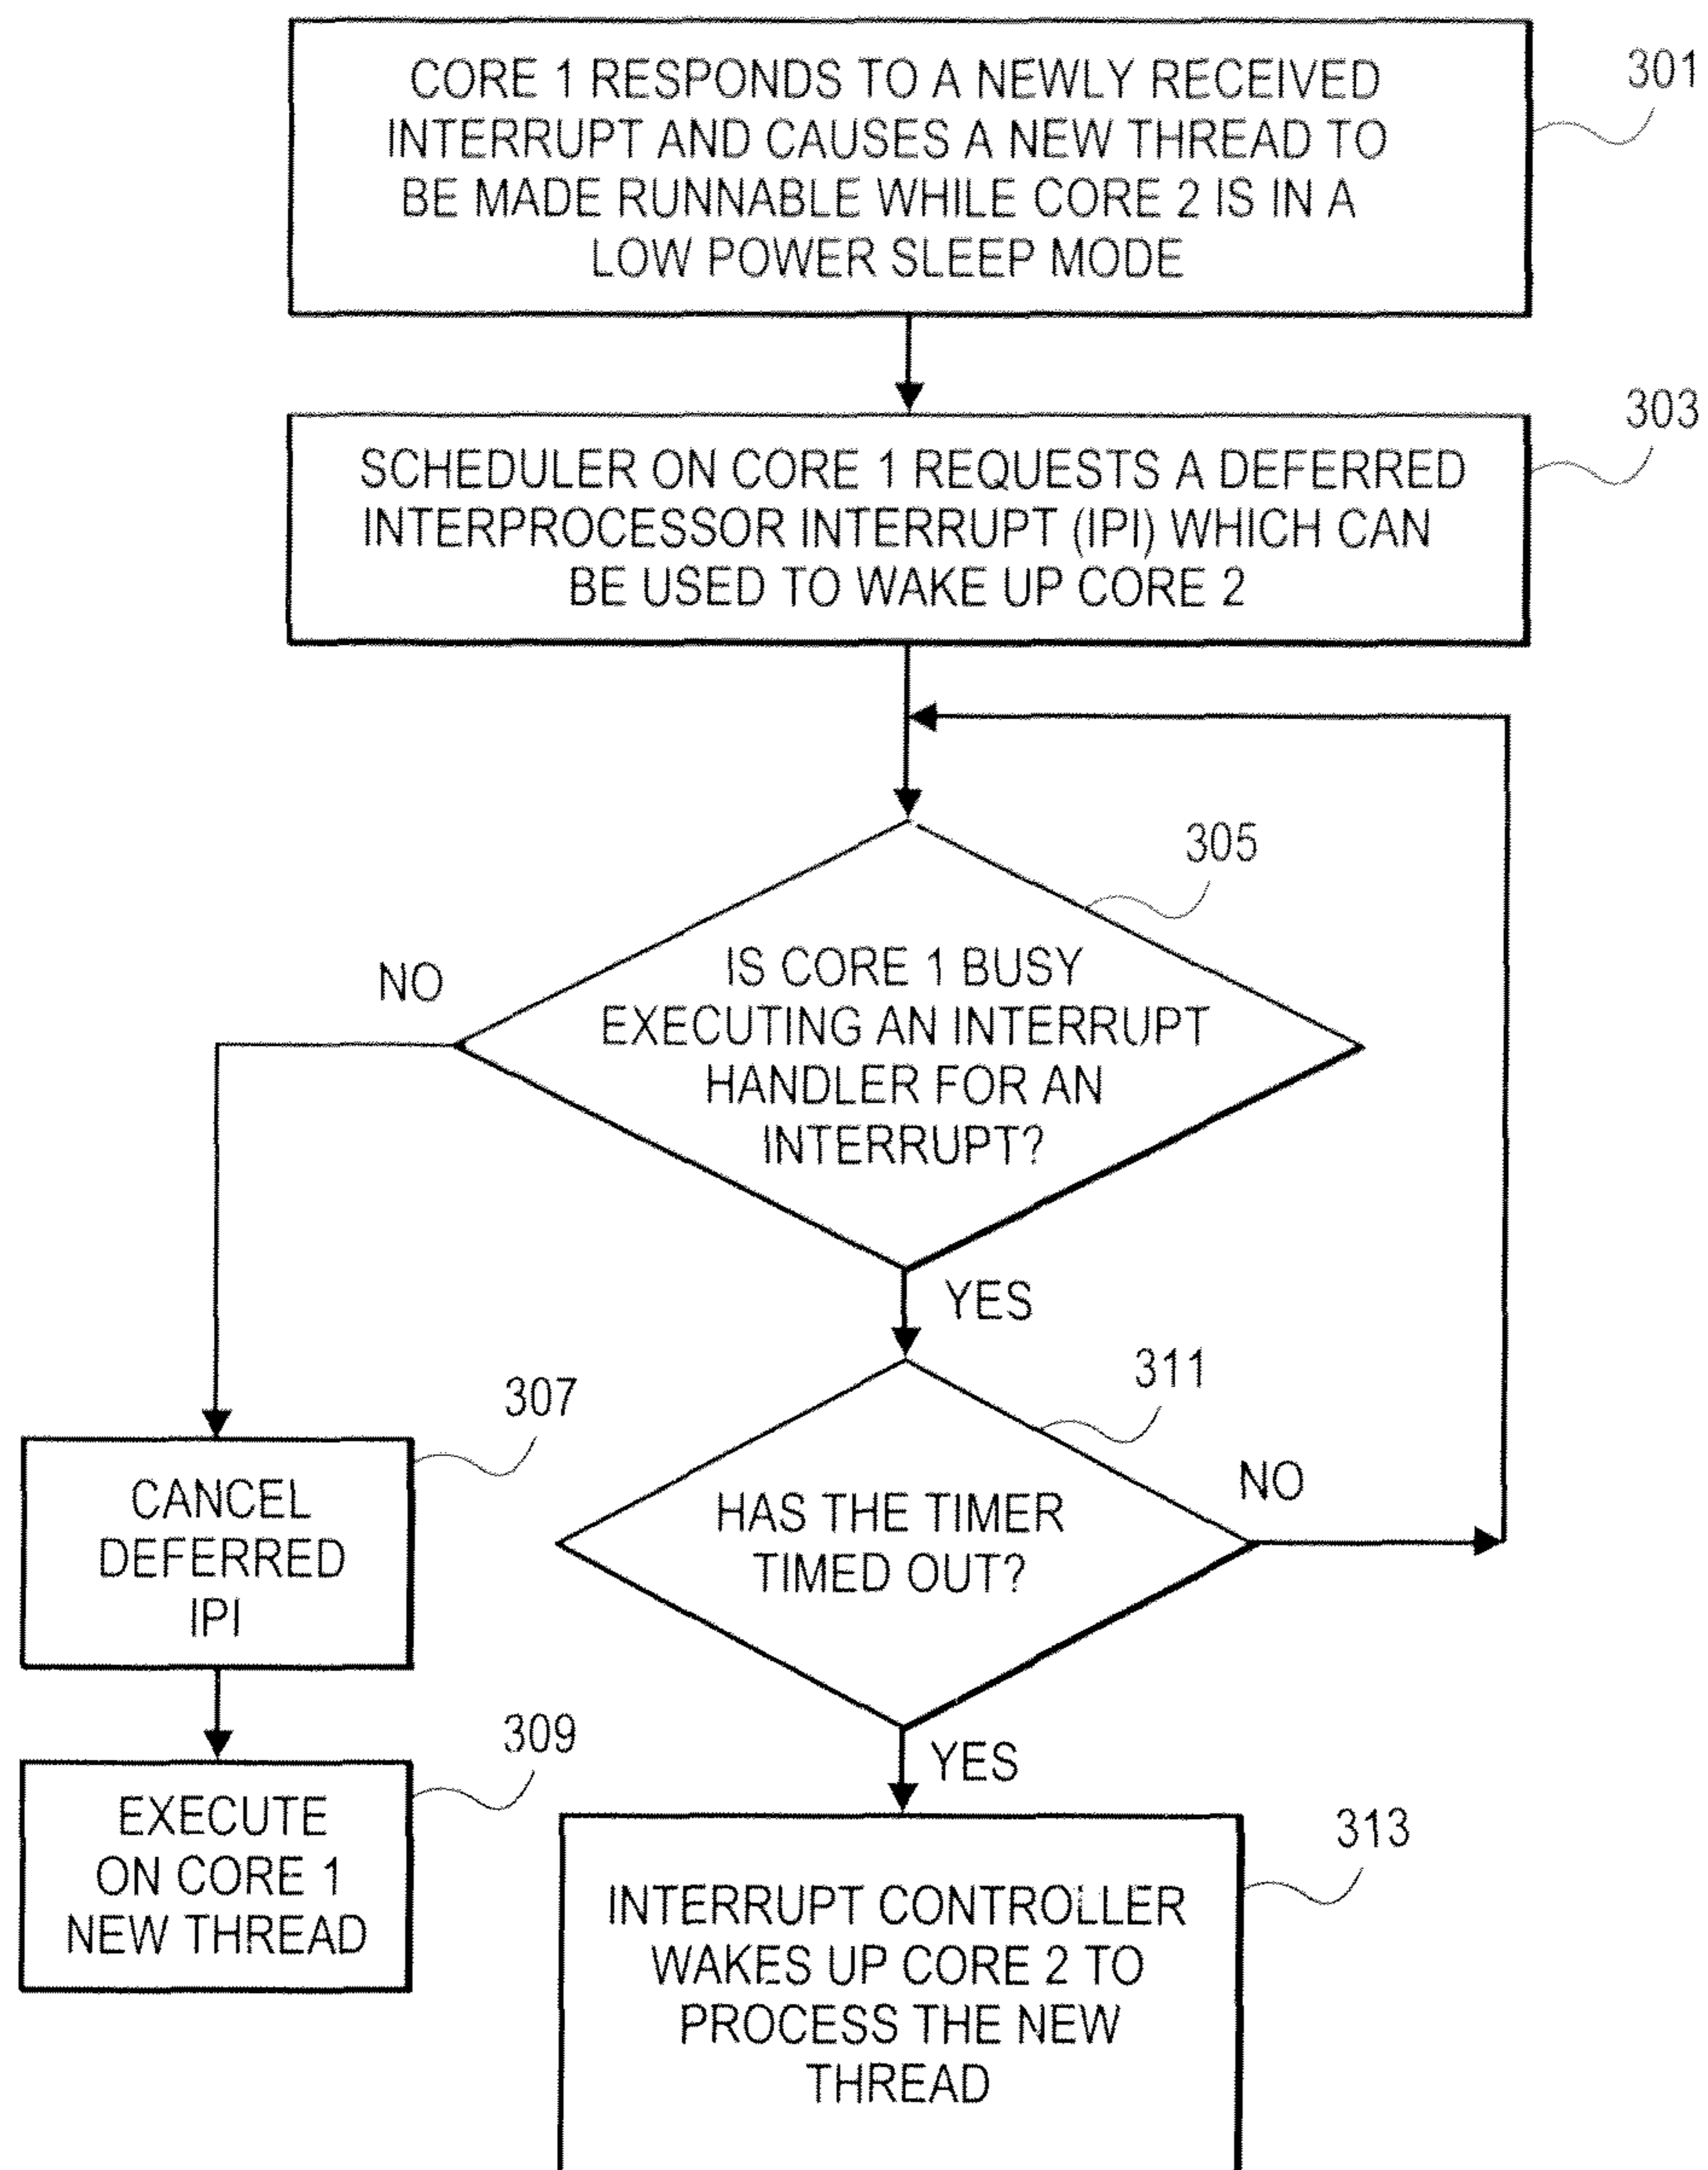 CORE 1 RESPONDS TO A NEWLY RECEIVED
INTERRUPT AND CAUSES A NEW THREAD TO
BE MADE RUNNABLE WHILE CORE 2 IS IN A
LOW POWER SLEEP MODE
301
SCHEDULER ON CORE 1 REQUESTS A DEFERRED
INTERPROCESSOR INTERRUPT (IPI) WHICH CAN
BE USED TO WAKE UP CORE 2
303
305
IS CORE 1 BUSY
EXECUTING AN INTERRUPT
HANDLER FOR AN
INTERRUPT?
NO
YES
307
CANCEL
DEFERRED
IPI
309
EXECUTE
ON CORE 1
NEW THREAD
311
HAS THE TIMER
TIMED OUT?
NO
YES
313
INTERRUPT CONTROLLER
WAKES UP CORE 2 TO
PROCESS THE NEW
THREAD